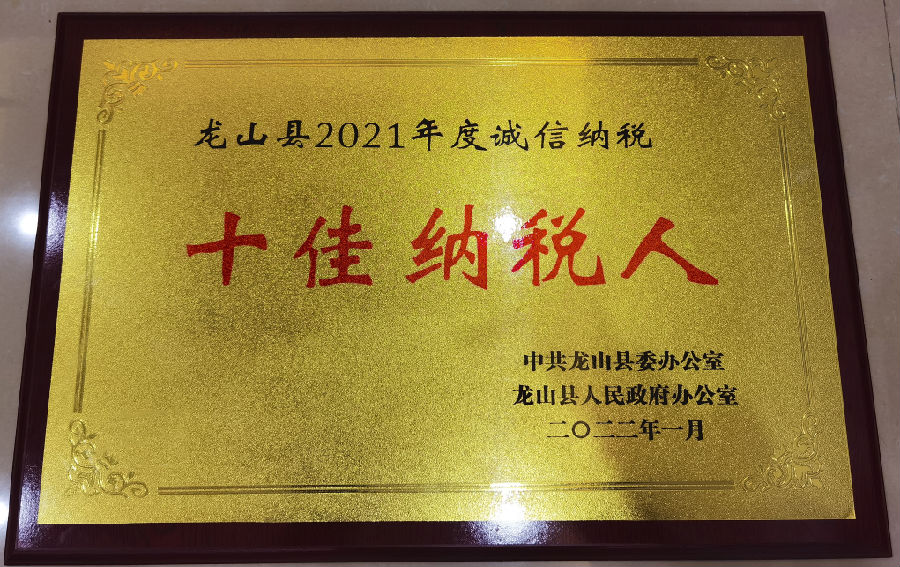 龙山县2021年度诚信纳税
十佳纳税人
中共龙山县委办公室
龙山县人民政府办公室
二〇二二年一月